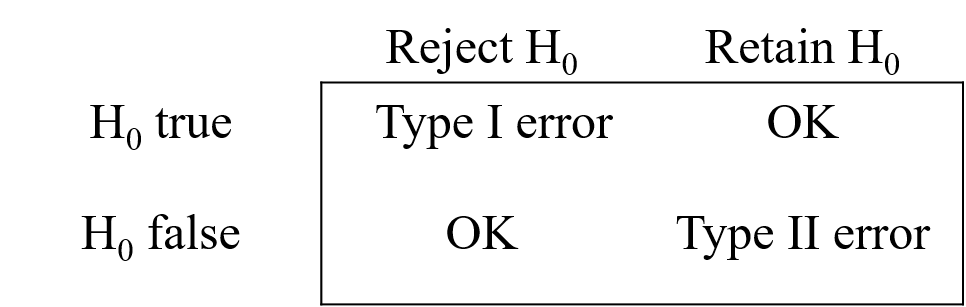 Reject H₀ Retain H₀
H₀ true Type I error OK
H₀ false OK Type II error